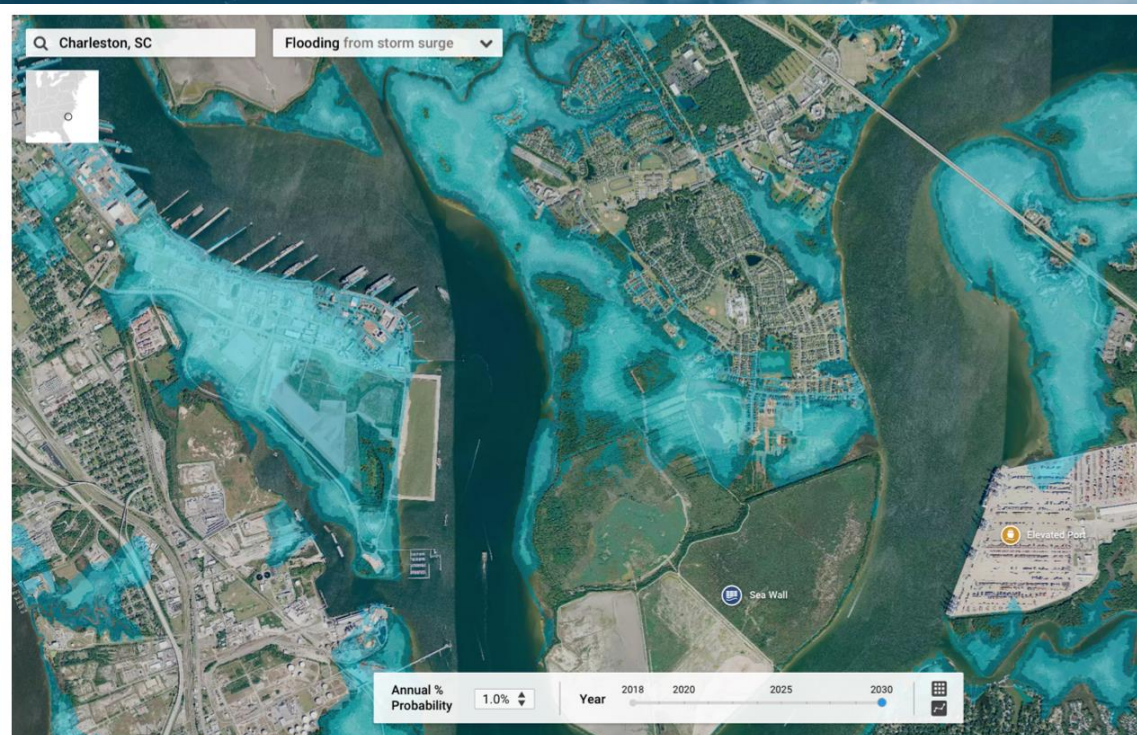 Charleston, SC
Flooding from storm surge
Elevated Port
Sea Wall
Annual %
Probability
1.0%
Year
2018
2020
2025
2030